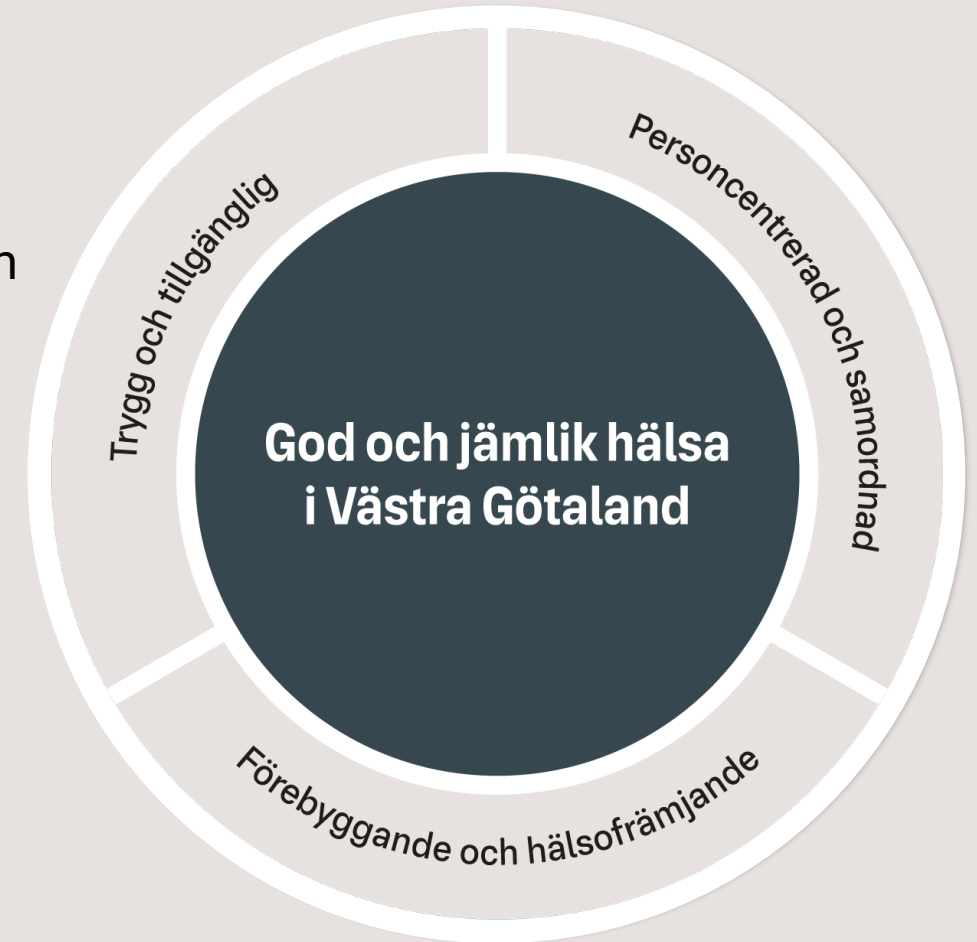 n
Trygg och tillgänglig
Personcentrerad och samordnad
God och jämlik hälsa
i Västra Götaland
Förebyggande och hälsofrämjande